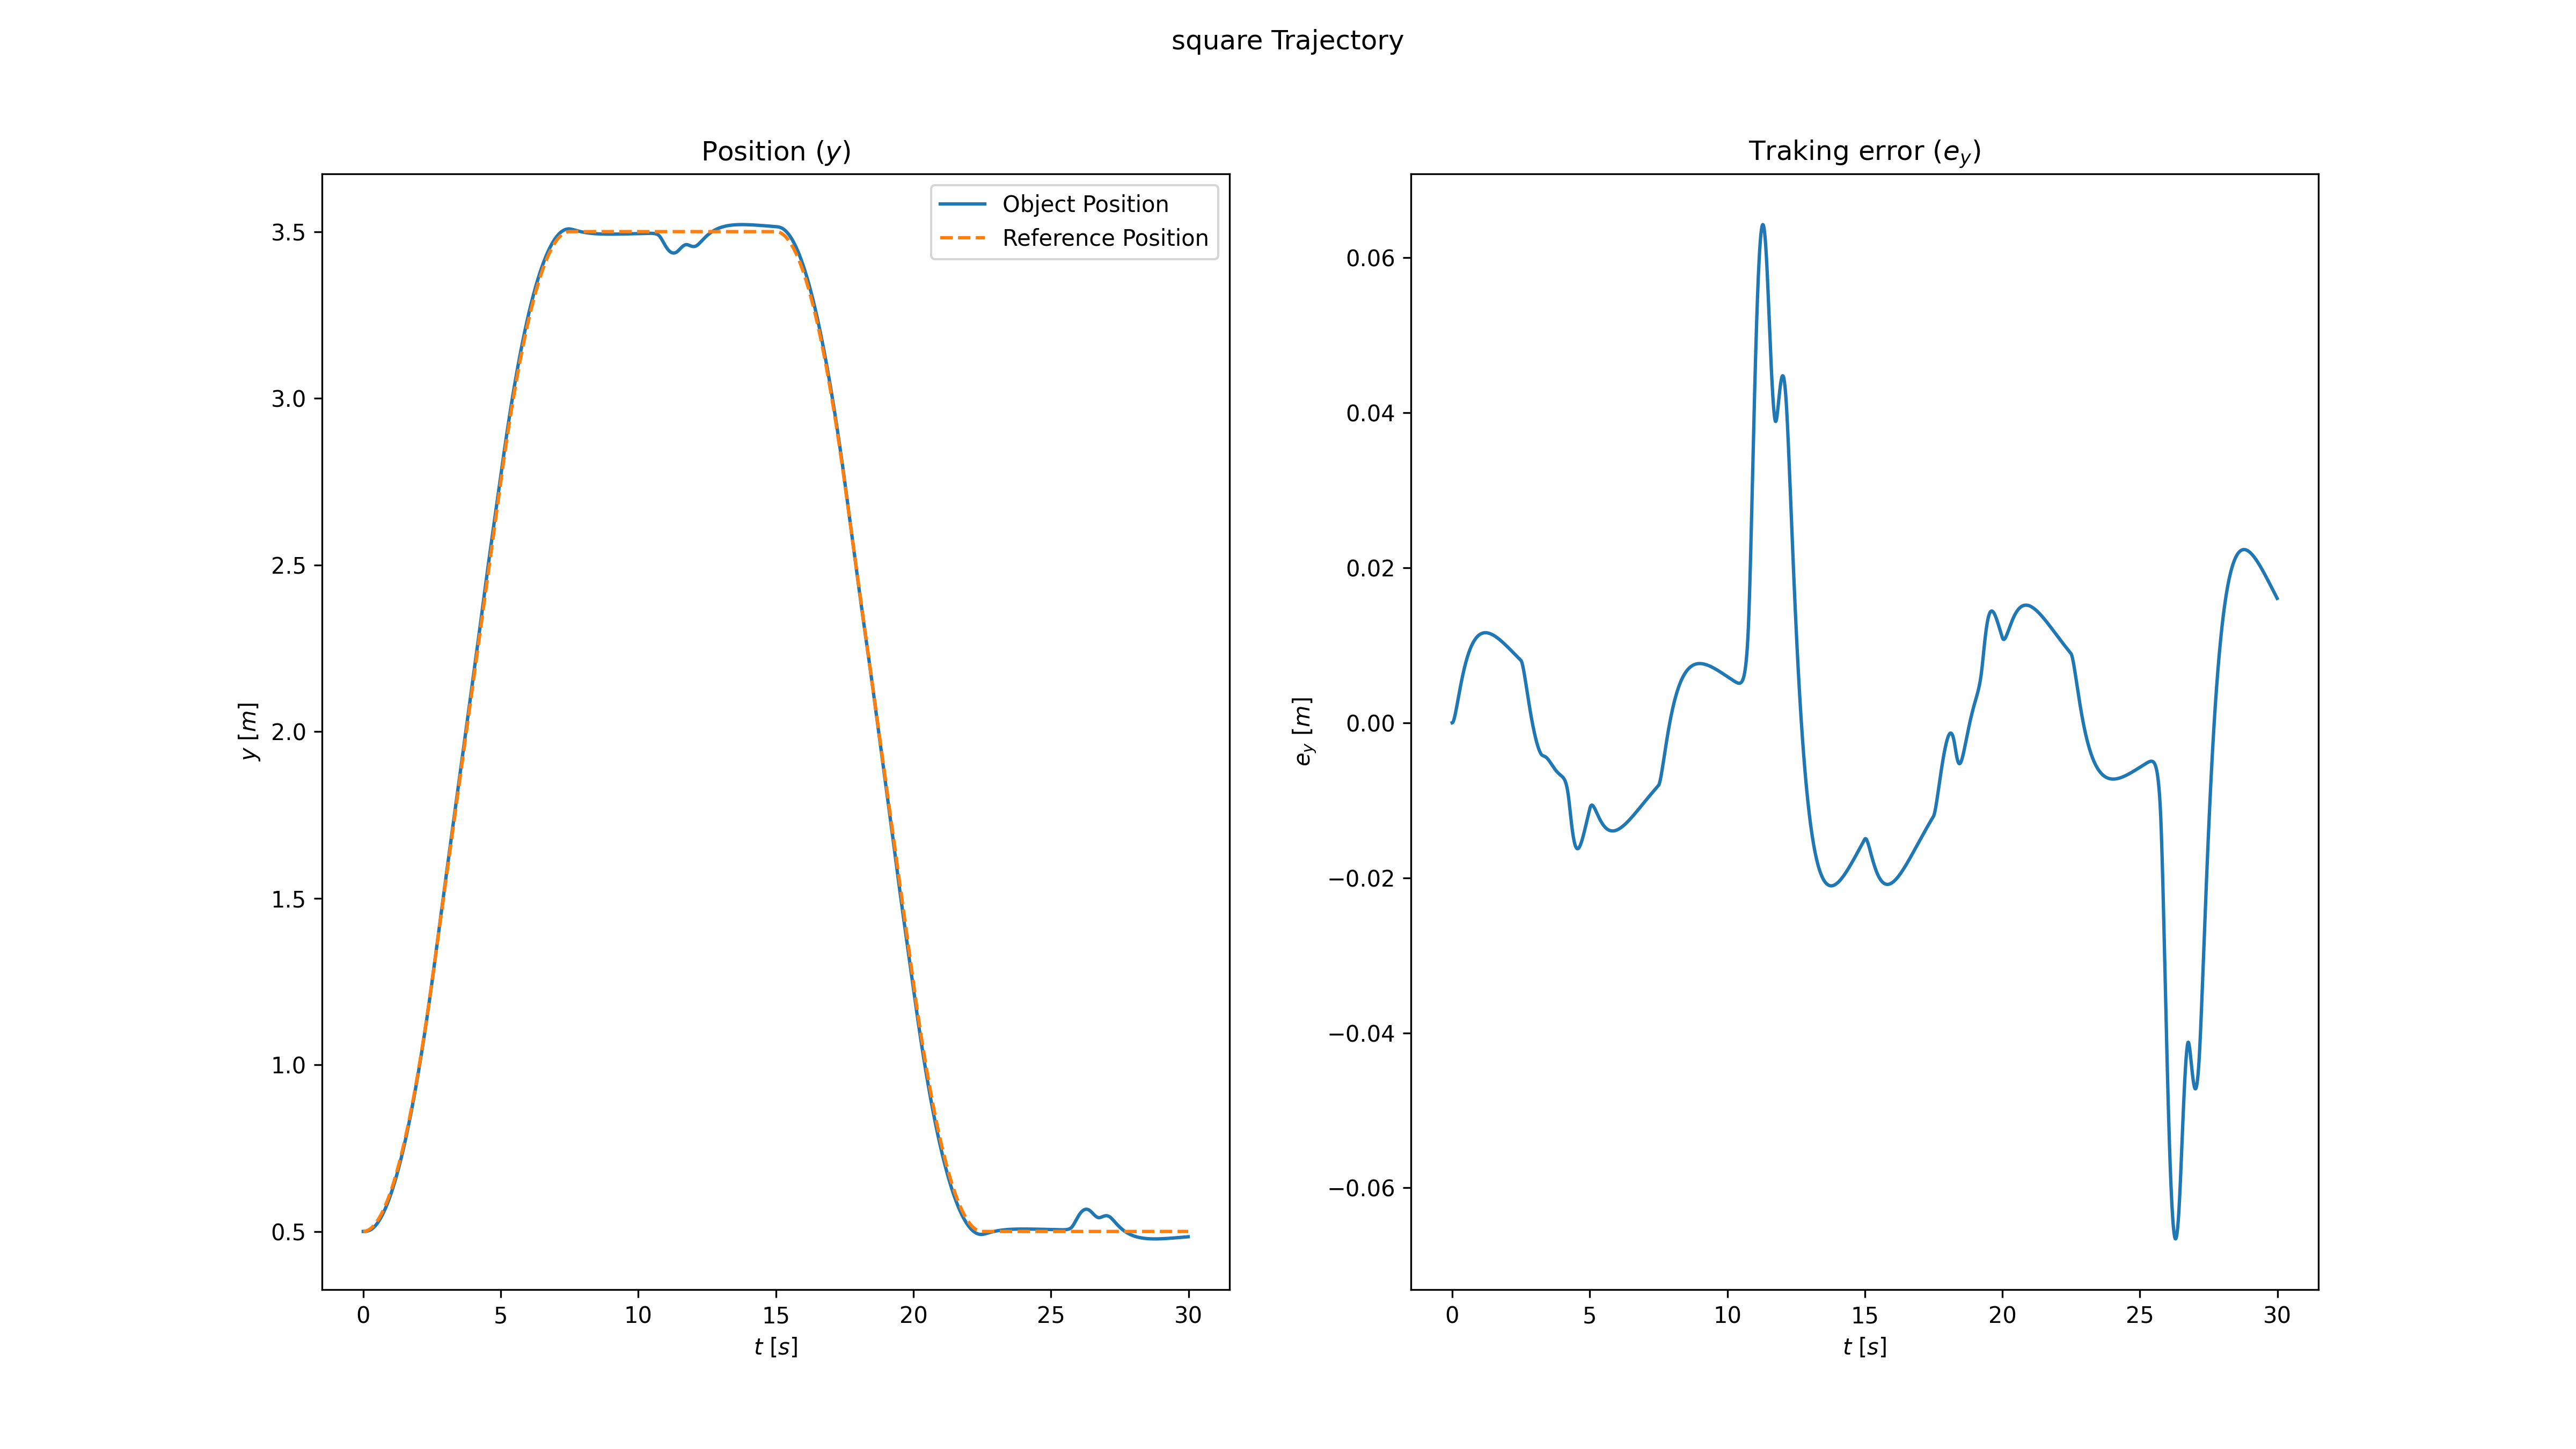 square Trajectory
Position (y)
Object Position
Reference Position
3.5
3.0
2.5
2.0
1.5
1.0
0.5
y [m]
0 5 10 15 20 25 30
t [s]
Traking error (e_y)
0.06
0.04
0.02
0.00
−0.02
−0.04
−0.06
e_y [m]
0 5 10 15 20 25 30
t [s]